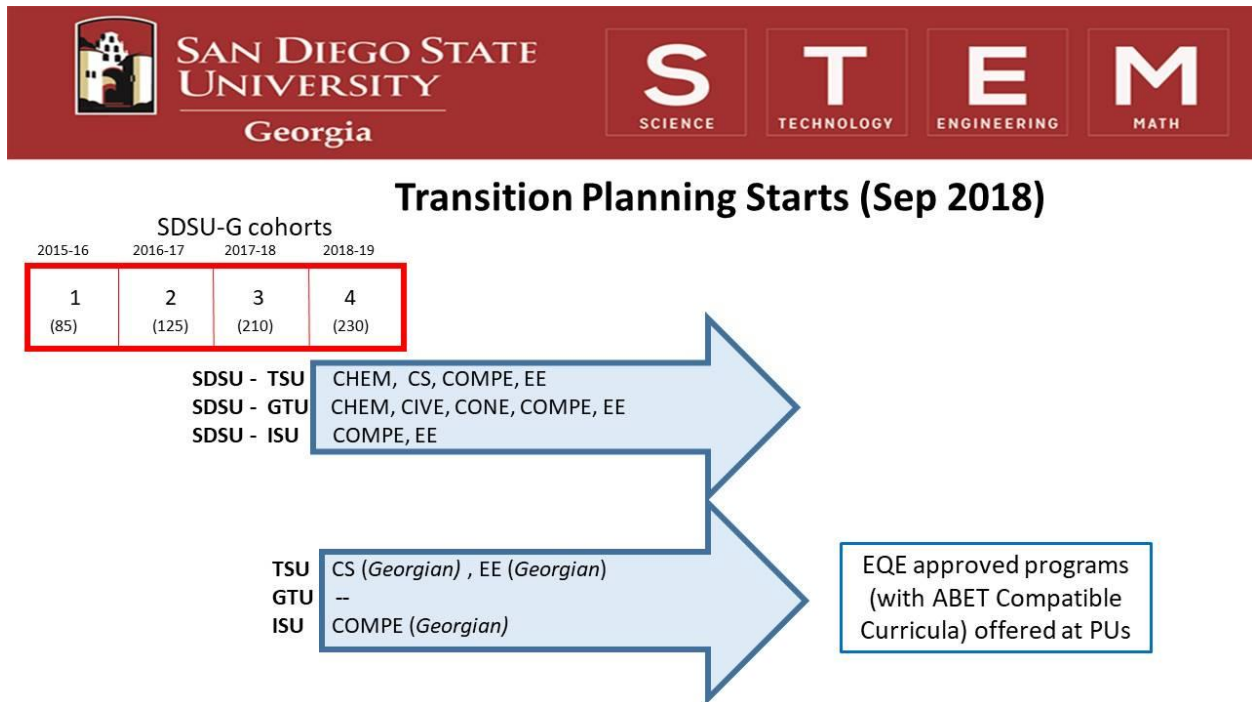 SAN DIEGO STATE
UNIVERSITY
Georgia
S
SCIENCE
T
TECHNOLOGY
E
ENGINEERING
M
MATH
Transition Planning Starts (Sep 2018)
SDSU-G cohorts
2015-16 2016-17 2017-18 2018-19
1 2 3 4
(85) (125) (210) (230)
SDSU - TSU CHEM, CS, COMPE, EE
SDSU - GTU CHEM, CIVE, CONE, COMPE, EE
SDSU - ISU COMPE, EE
TSU CS (Georgian) , EE (Georgian)
GTU --
ISU COMPE (Georgian)
EQE approved programs
(with ABET Compatible
Curricula) offered at PUs